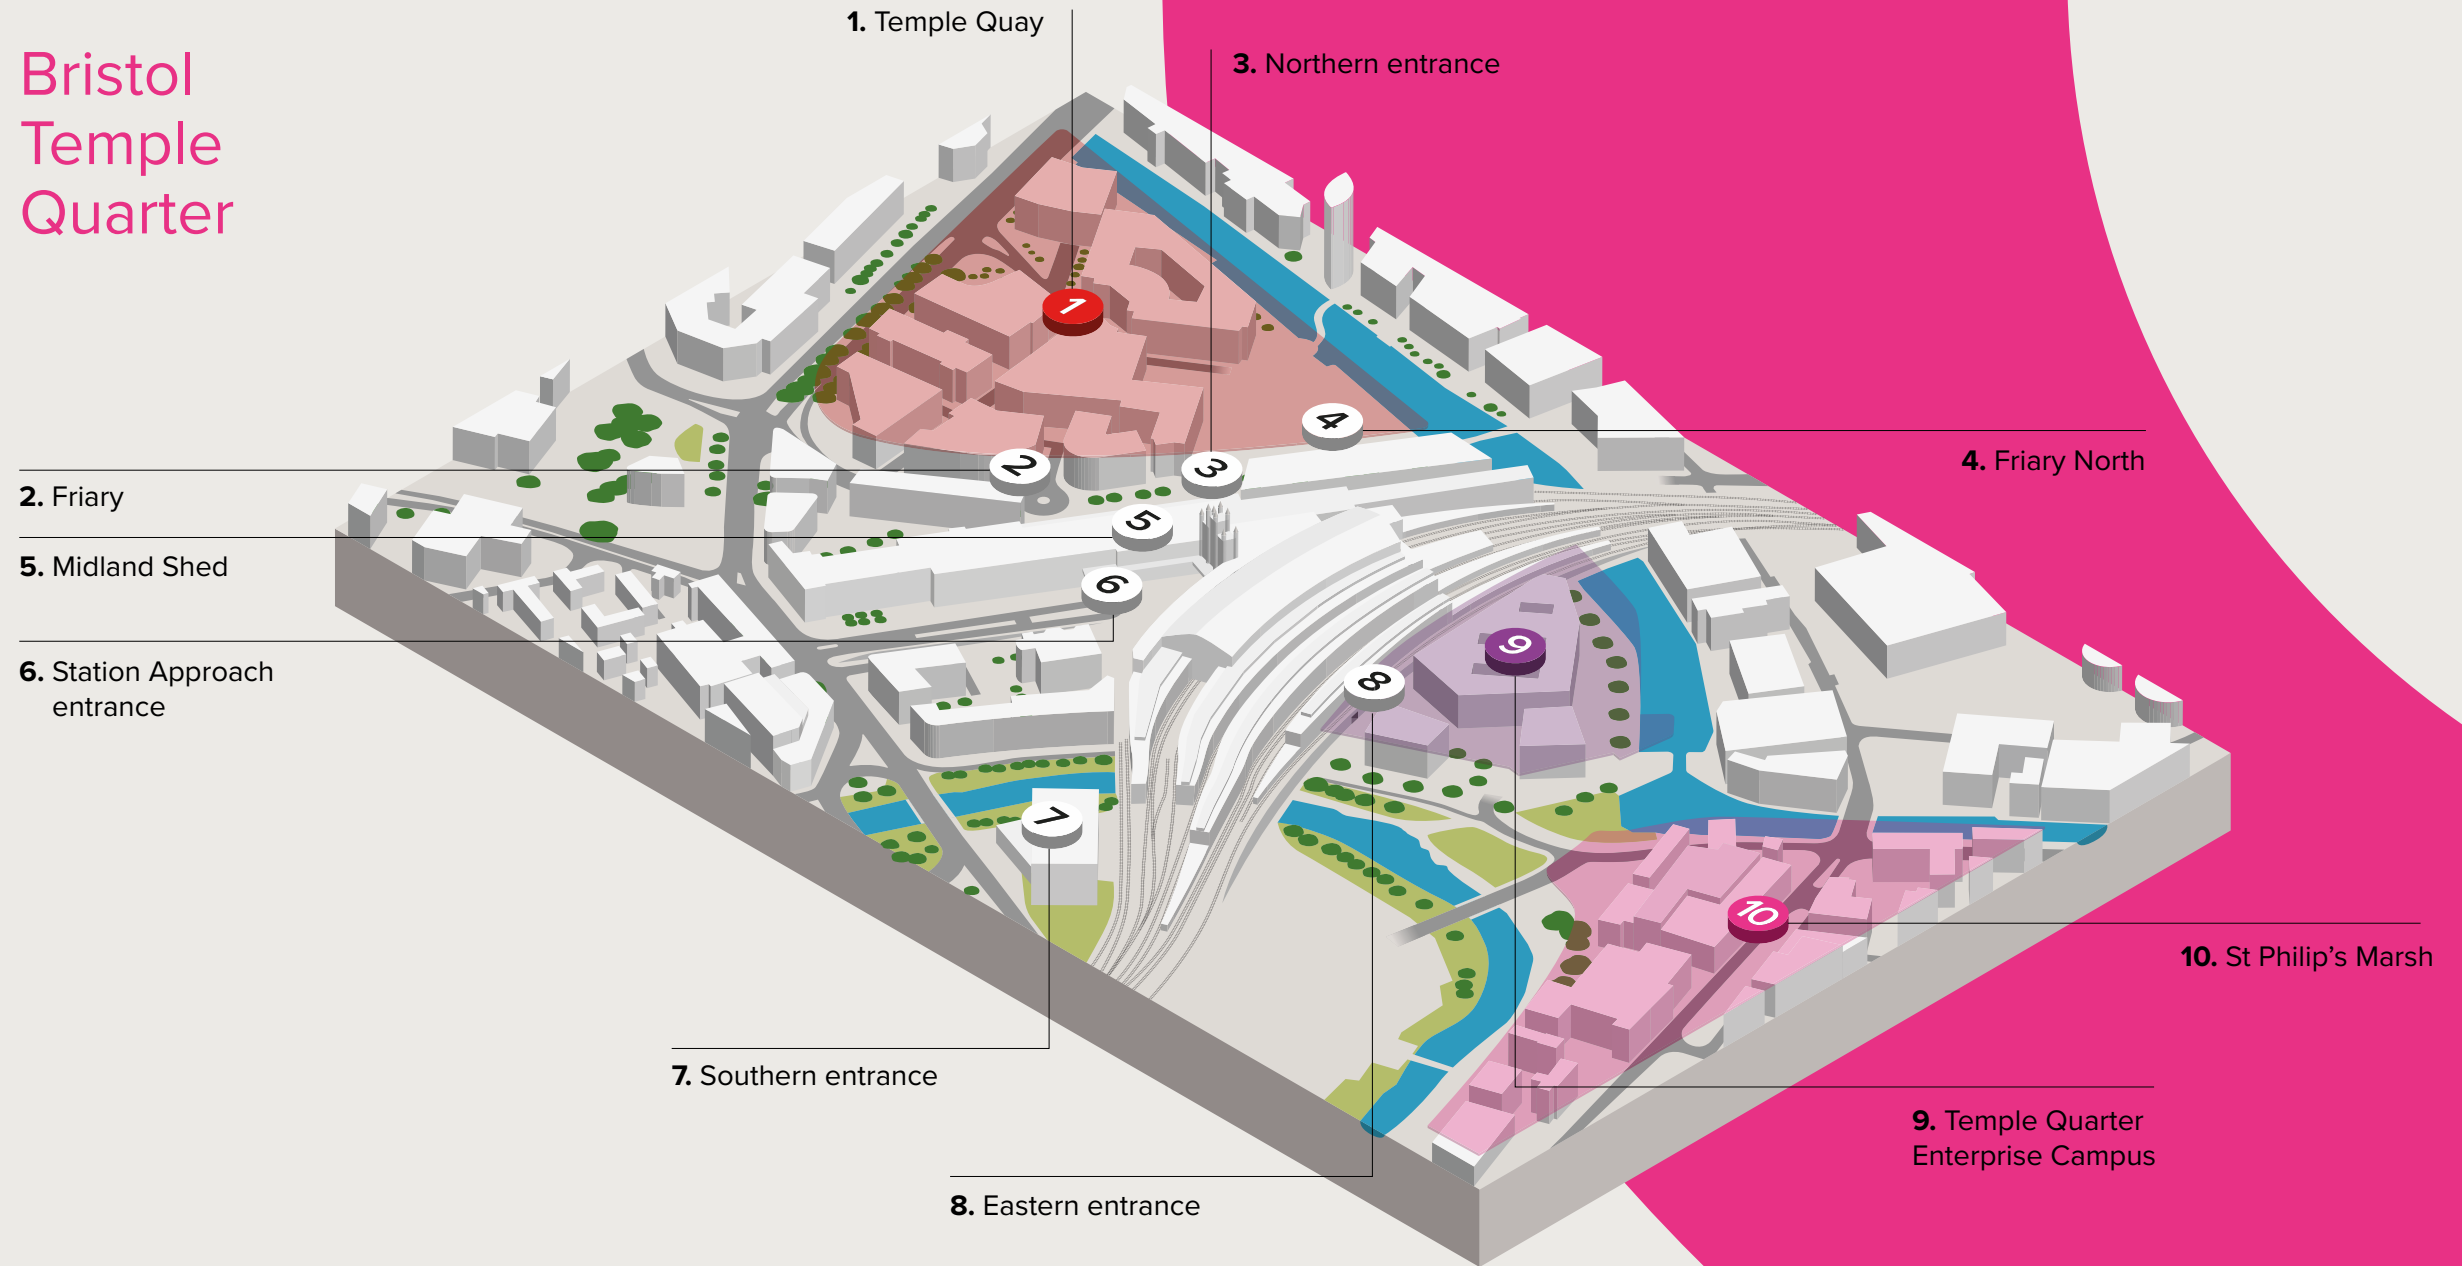 Bristol
Temple
Quarter
1. Temple Quay
3. Northern entrance
1
4
2
3
4. Friary North
2. Friary
5
5. Midland Shed
6
6. Station Approach
entrance
9
8
7
10
10. St Philip’s Marsh
7. Southern entrance
9. Temple Quarter
Enterprise Campus
8. Eastern entrance